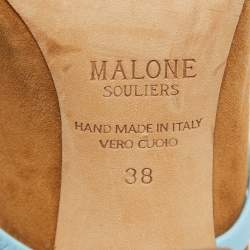 MALONE
SOULIERS
HAND MADE IN ITALY
VERO CUOIO
38